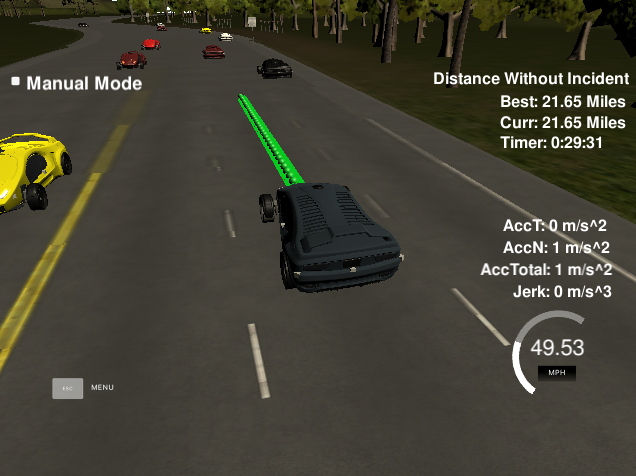 Manual Mode
Distance Without Incident
Best: 21.65 Miles
Curr: 21.65 Miles
Timer: 0:29:31
AccT: 0 m/s^2
AccN: 1 m/s^2
AccTotal: 1 m/s^2
Jerk: 0 m/s^3
49.53
MPH
ESC
MENU